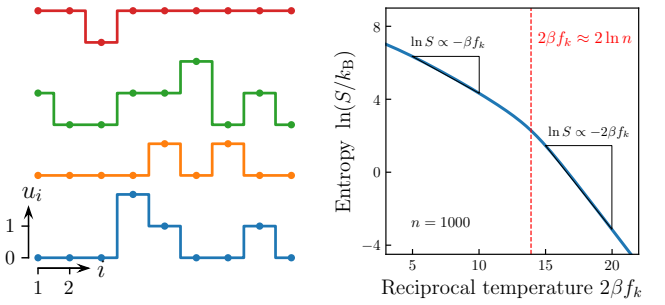 u_i
1
0
i
1 2
Entropy ln(S/k_B)
8
4
0
−4
ln S ∝ −βf_k
2βf_k ≈ 2 ln n
ln S ∝ −2βf_k
n = 1000
5 10 15 20
Reciprocal temperature 2βf_k